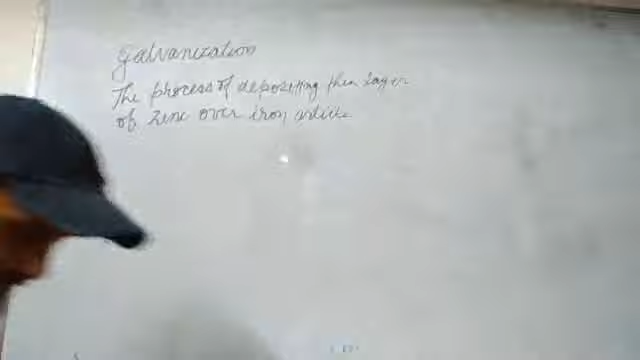 Galvanization
The process of depositing thin layer
of zinc over iron article